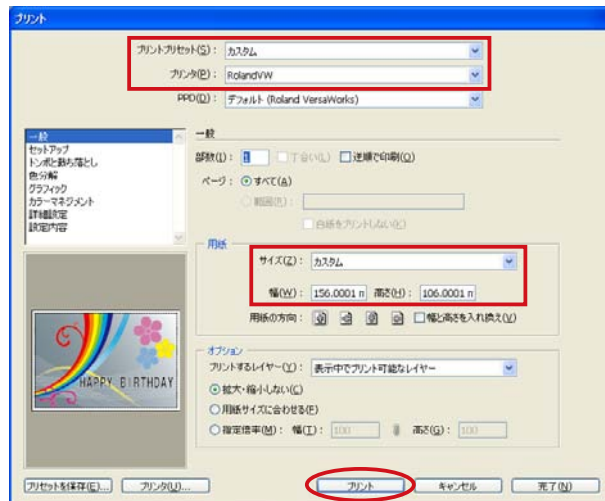 プリント
プリントプリセット(S)： カスタム
プリンタ(P)： RolandVW
PPD(D)： デフォルト (Roland VersaWorks)
一般
セットアップ
トンボと裁ち落とし
色分解
グラフィック
カラーマネジメント
詳細設定
設定内容
一般
部数(I)： 1 丁合い(L) 逆順で印刷(O)
ページ： すべて(A)
範囲(R)：
白紙をプリントしない(K)
用紙
サイズ(Z)： カスタム
幅(W)： 156.0001 n 高さ(H)： 106.0001 n
用紙の方向： 幅と高さを入れ換え(V)
オプション
プリントするレイヤー(Y)： 表示中でプリント可能なレイヤー
拡大・縮小しない(C)
用紙サイズに合わせる(F)
指定倍率(M)： 幅(T)： 100 高さ(G)： 100
HAPPY BIRTHDAY
プリセットを保存(E)... プリンタ(U)... プリント キャンセル 完了(N)